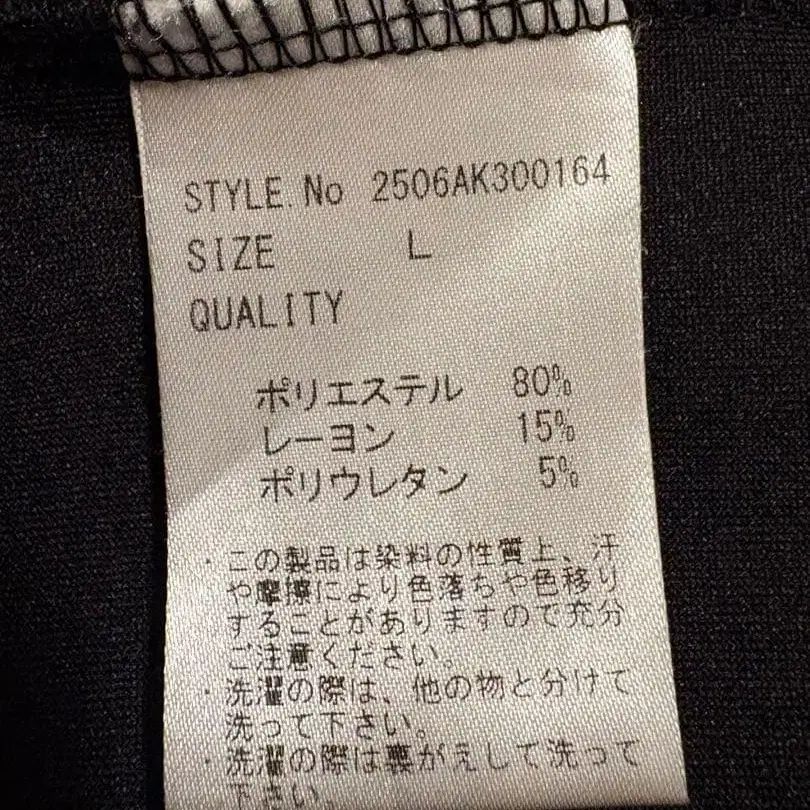 STYLE.No 2506AK300164
SIZE L
QUALITY
ポリエステル 80%
レーヨン 15%
ポリウレタン 5%
・この製品は染料の性質上、汗
や摩擦により色落ちや色移り
することがありますので充分
ご注意ください。
・洗濯の際は、他の物と分けて
洗って下さい。
・洗濯の際は裏がえして洗って
下さい。